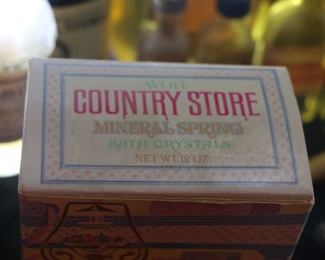 AVON
COUNTRY STORE
MINERAL SPRING
BATH CRYSTALS
NET WT. 12 OZ